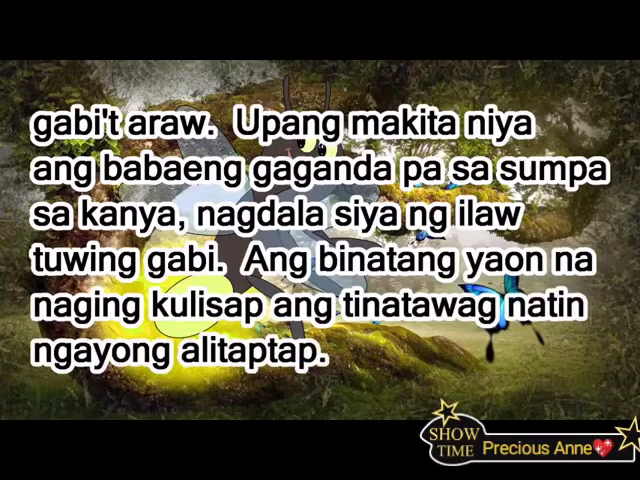 gabi't araw.  Upang makita niya
ang babaeng gaganda pa sa sumpa
sa kanya, nagdala siya ng ilaw
tuwing gabi.  Ang binatang yaon na
naging kulisap ang tinatawag natin
ngayong alitaptap.
SHOW
TIME
Precious Anne💖